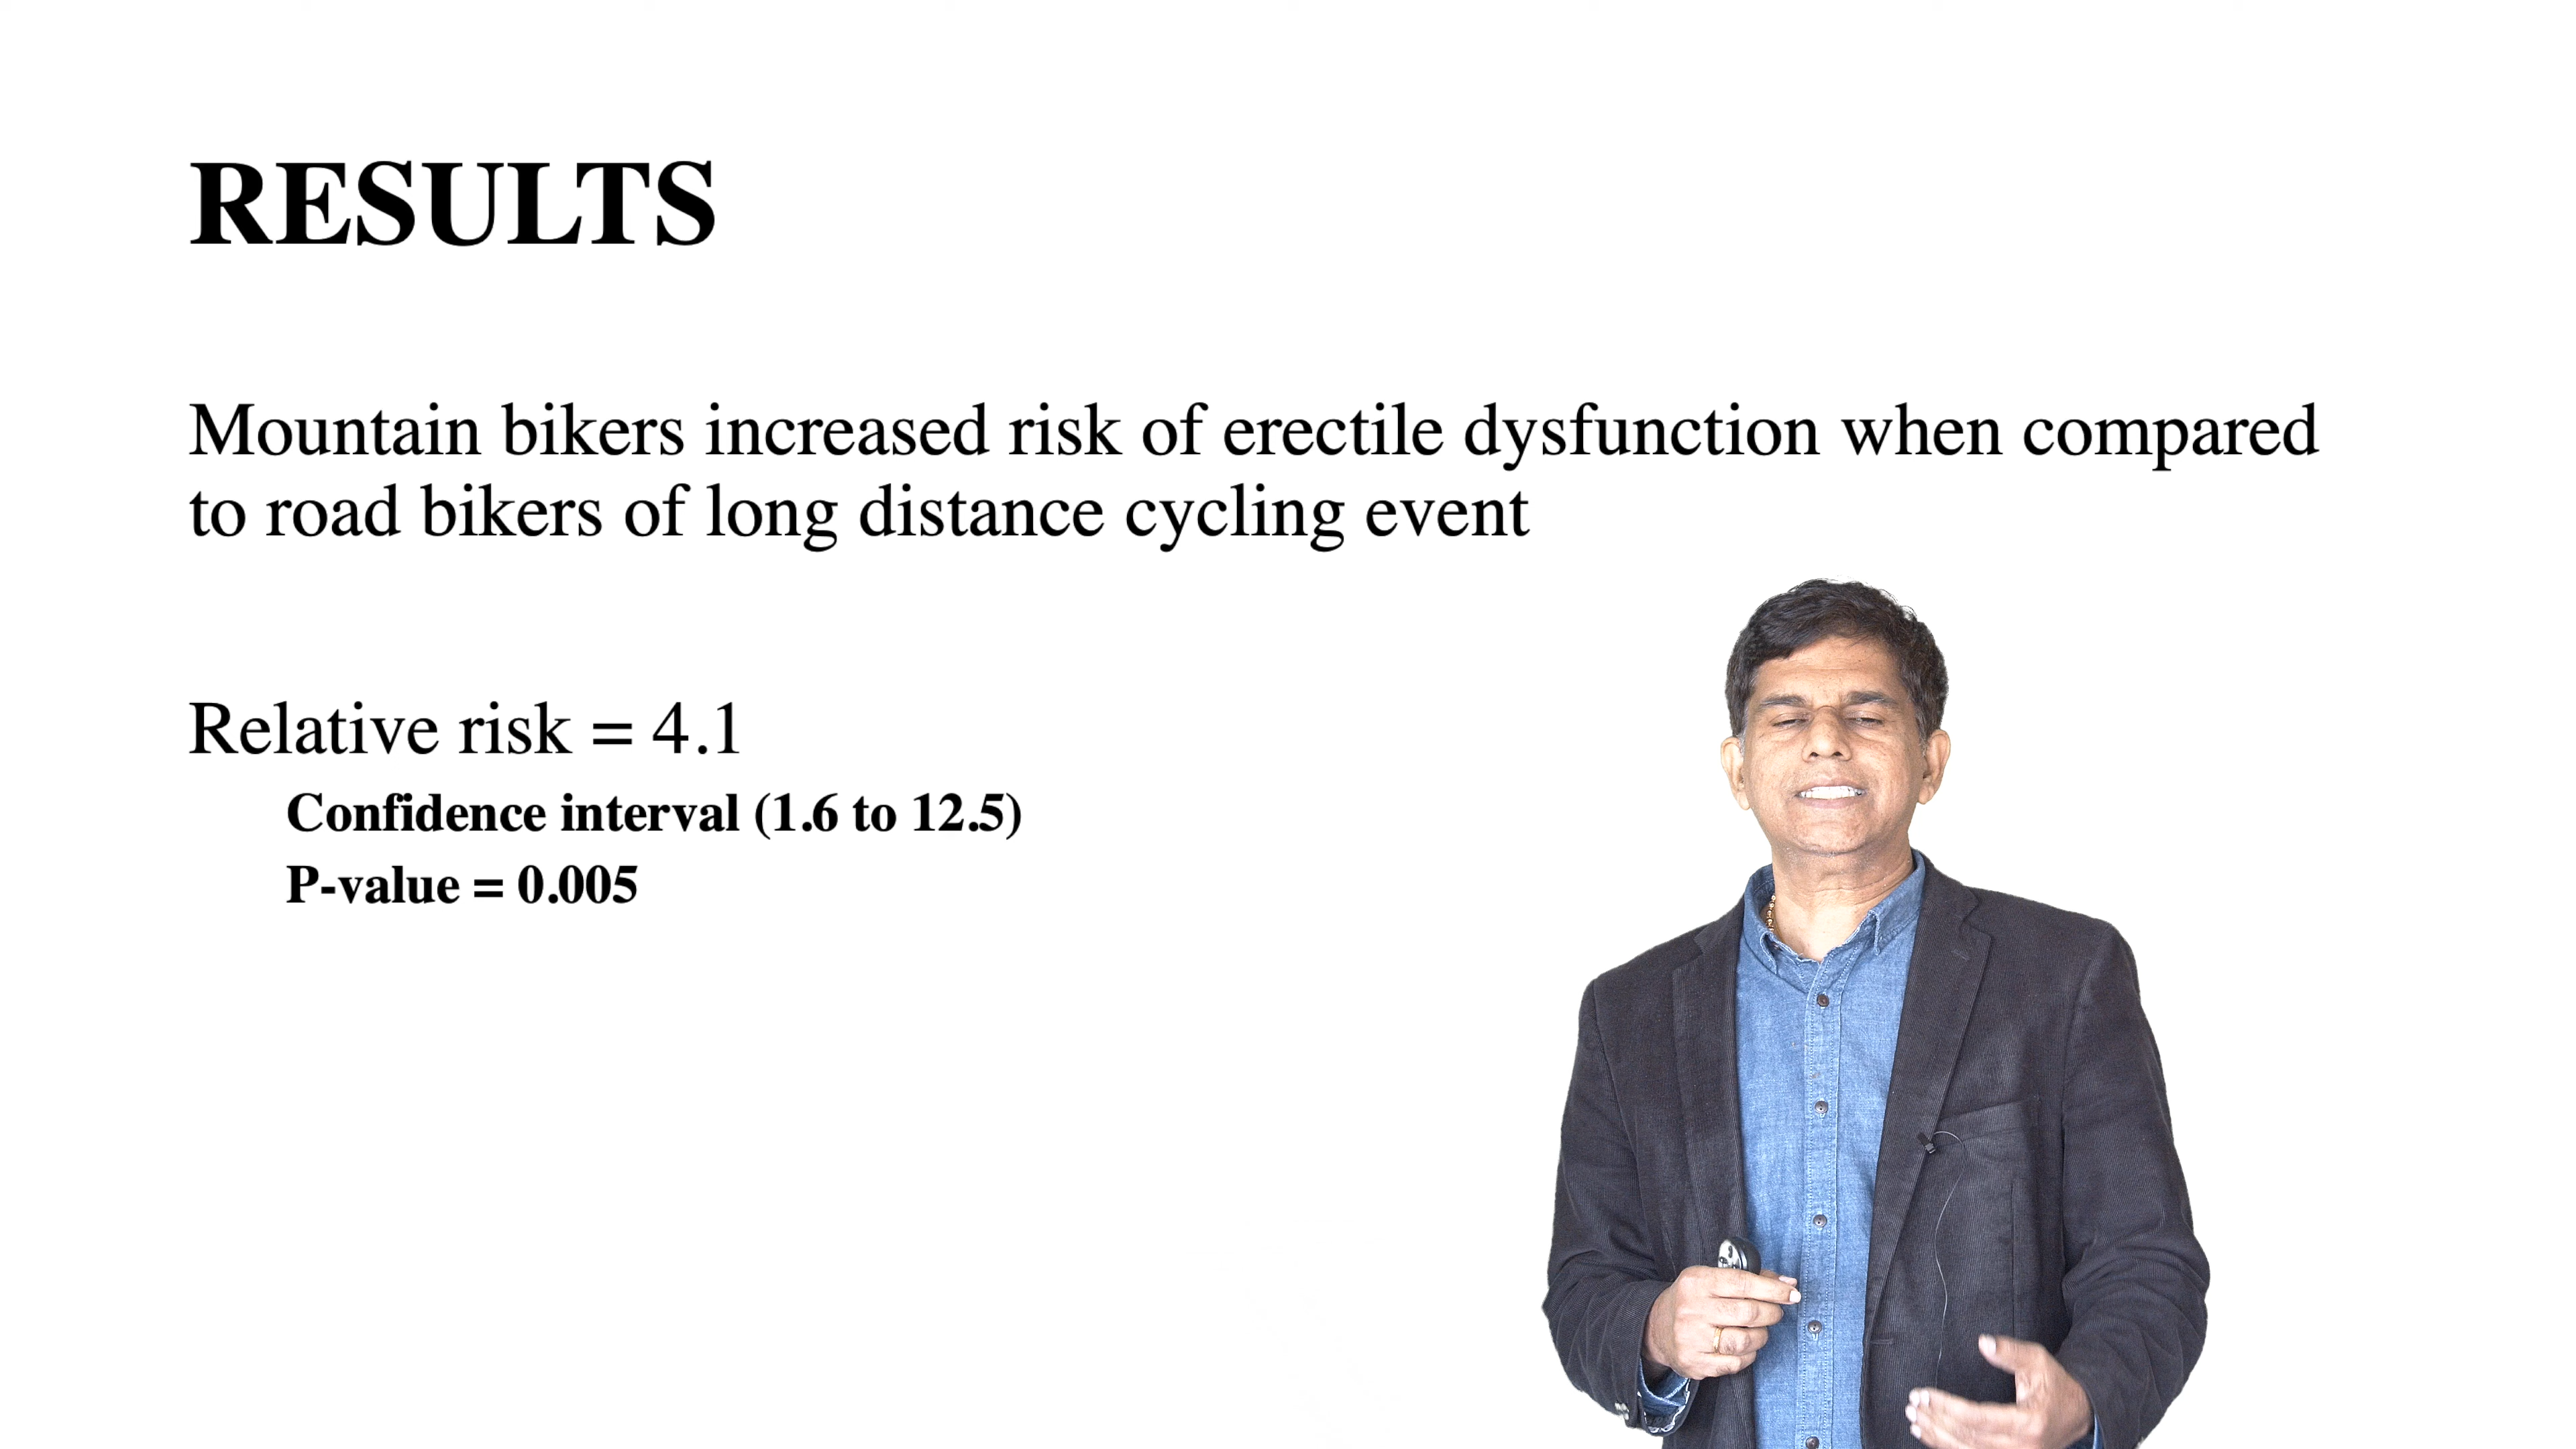 RESULTS
Mountain bikers increased risk of erectile dysfunction when compared
to road bikers of long distance cycling event
Relative risk = 4.1
Confidence interval (1.6 to 12.5)
P-value = 0.005